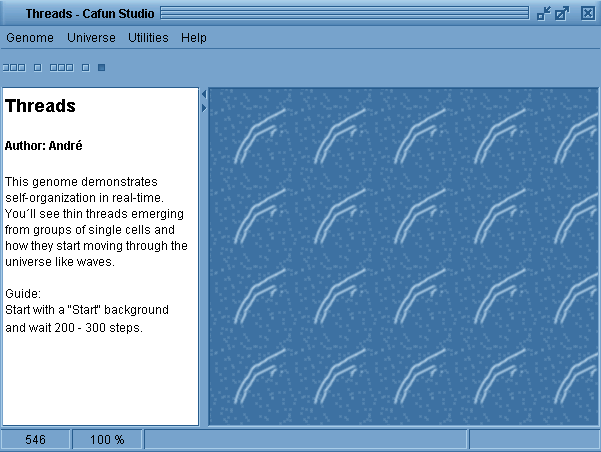 Threads - Cafun Studio
Genome Universe Utilities Help
Threads
Author: André
This genome demonstrates
self-organization in real-time.
You´ll see thin threads emerging
from groups of single cells and
how they start moving through the
universe like waves.
Guide:
Start with a "Start" background
and wait 200 - 300 steps.
546 100 %